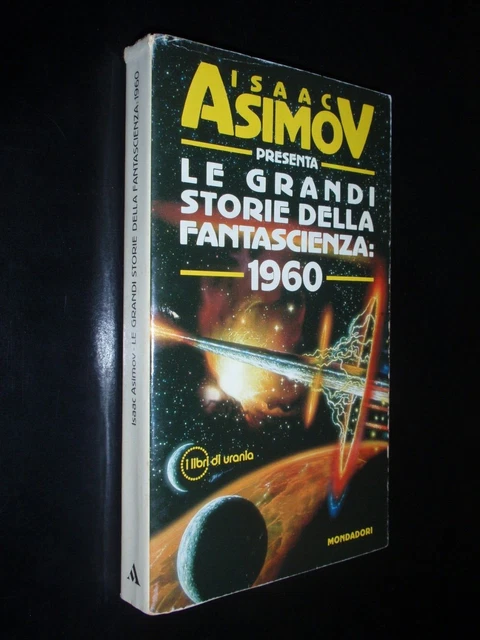 ISAAC
ASIMOV
PRESENTA
LE GRANDI
STORIE DELLA
FANTASCIENZA:
1960
i libri di urania
MONDADORI
Isaac Asimov LE GRANDI STORIE DELLA FANTASCIENZA: 1960